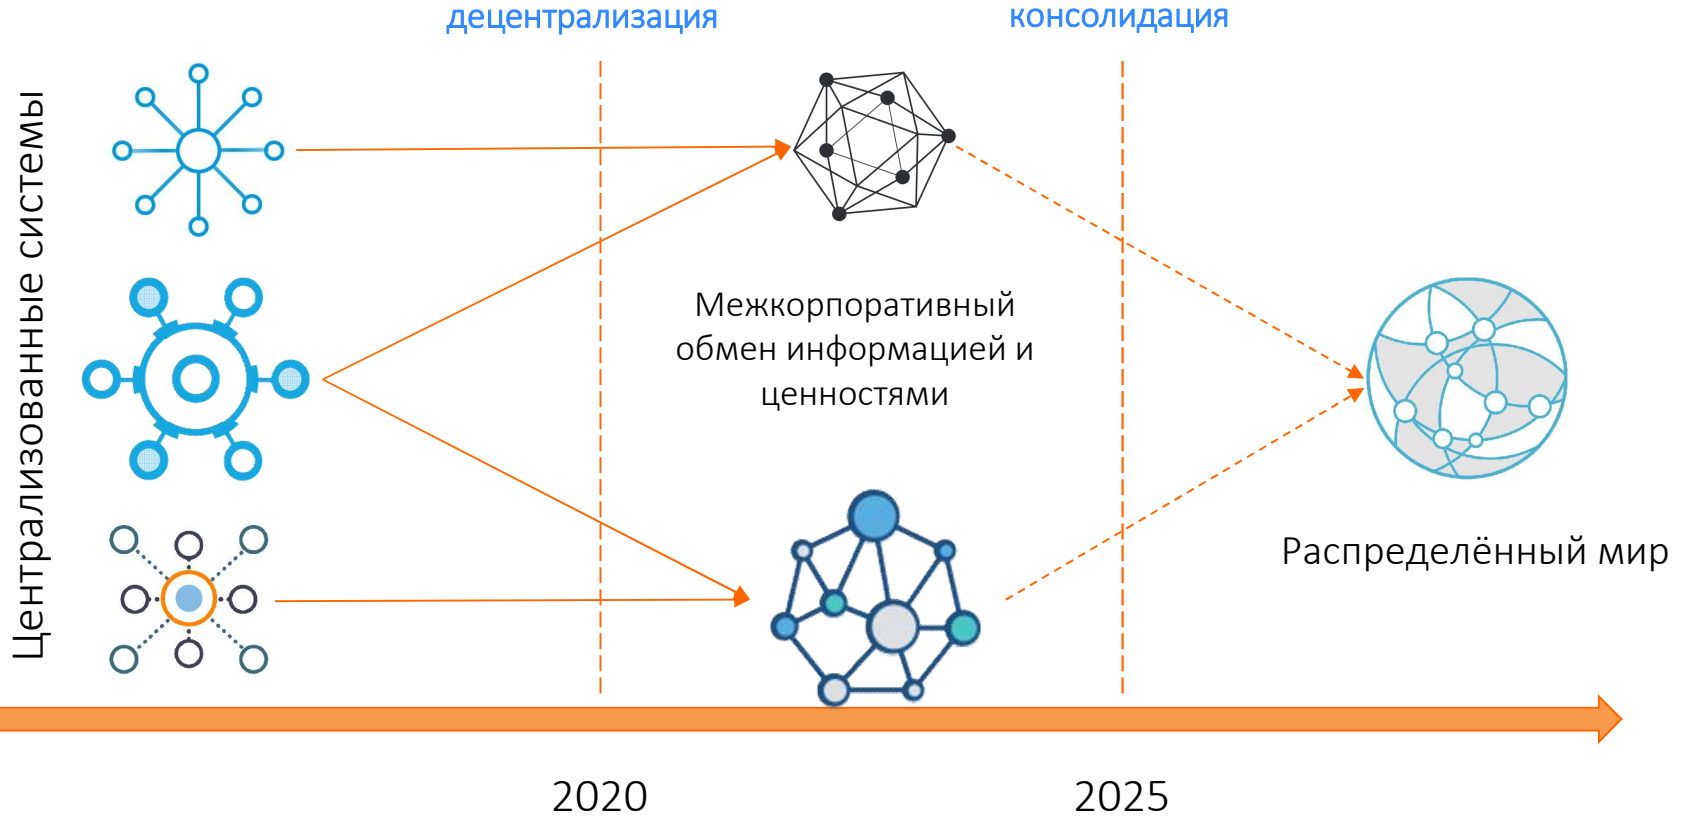 децентрализация
консолидация
Централизованные системы
Межкорпоративный
обмен информацией и
ценностями
Распределённый мир
2020
2025